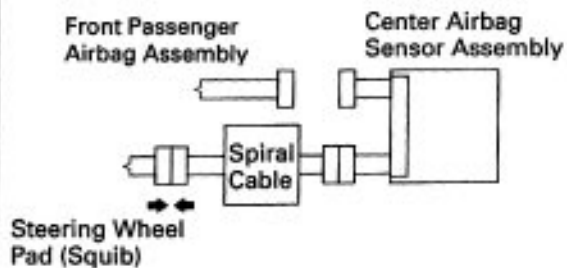 Front Passenger
Airbag Assembly
Center Airbag
Sensor Assembly
Spiral
Cable
Steering Wheel
Pad (Squib)